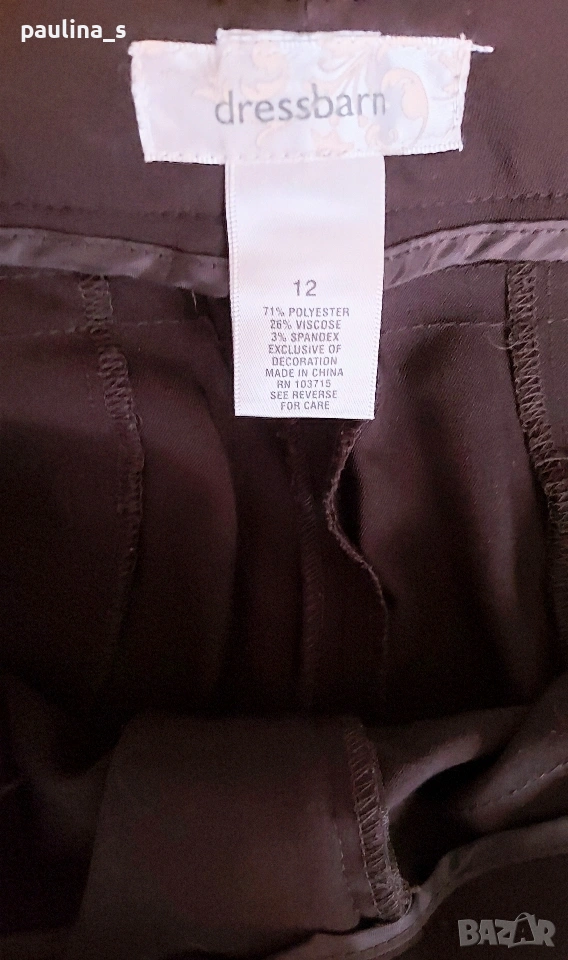 paulina_s
dressbarn
12
71% POLYESTER
26% VISCOSE
3% SPANDEX
EXCLUSIVE OF
DECORATION
MADE IN CHINA
RN 103715
SEE REVERSE
FOR CARE
BAZAR